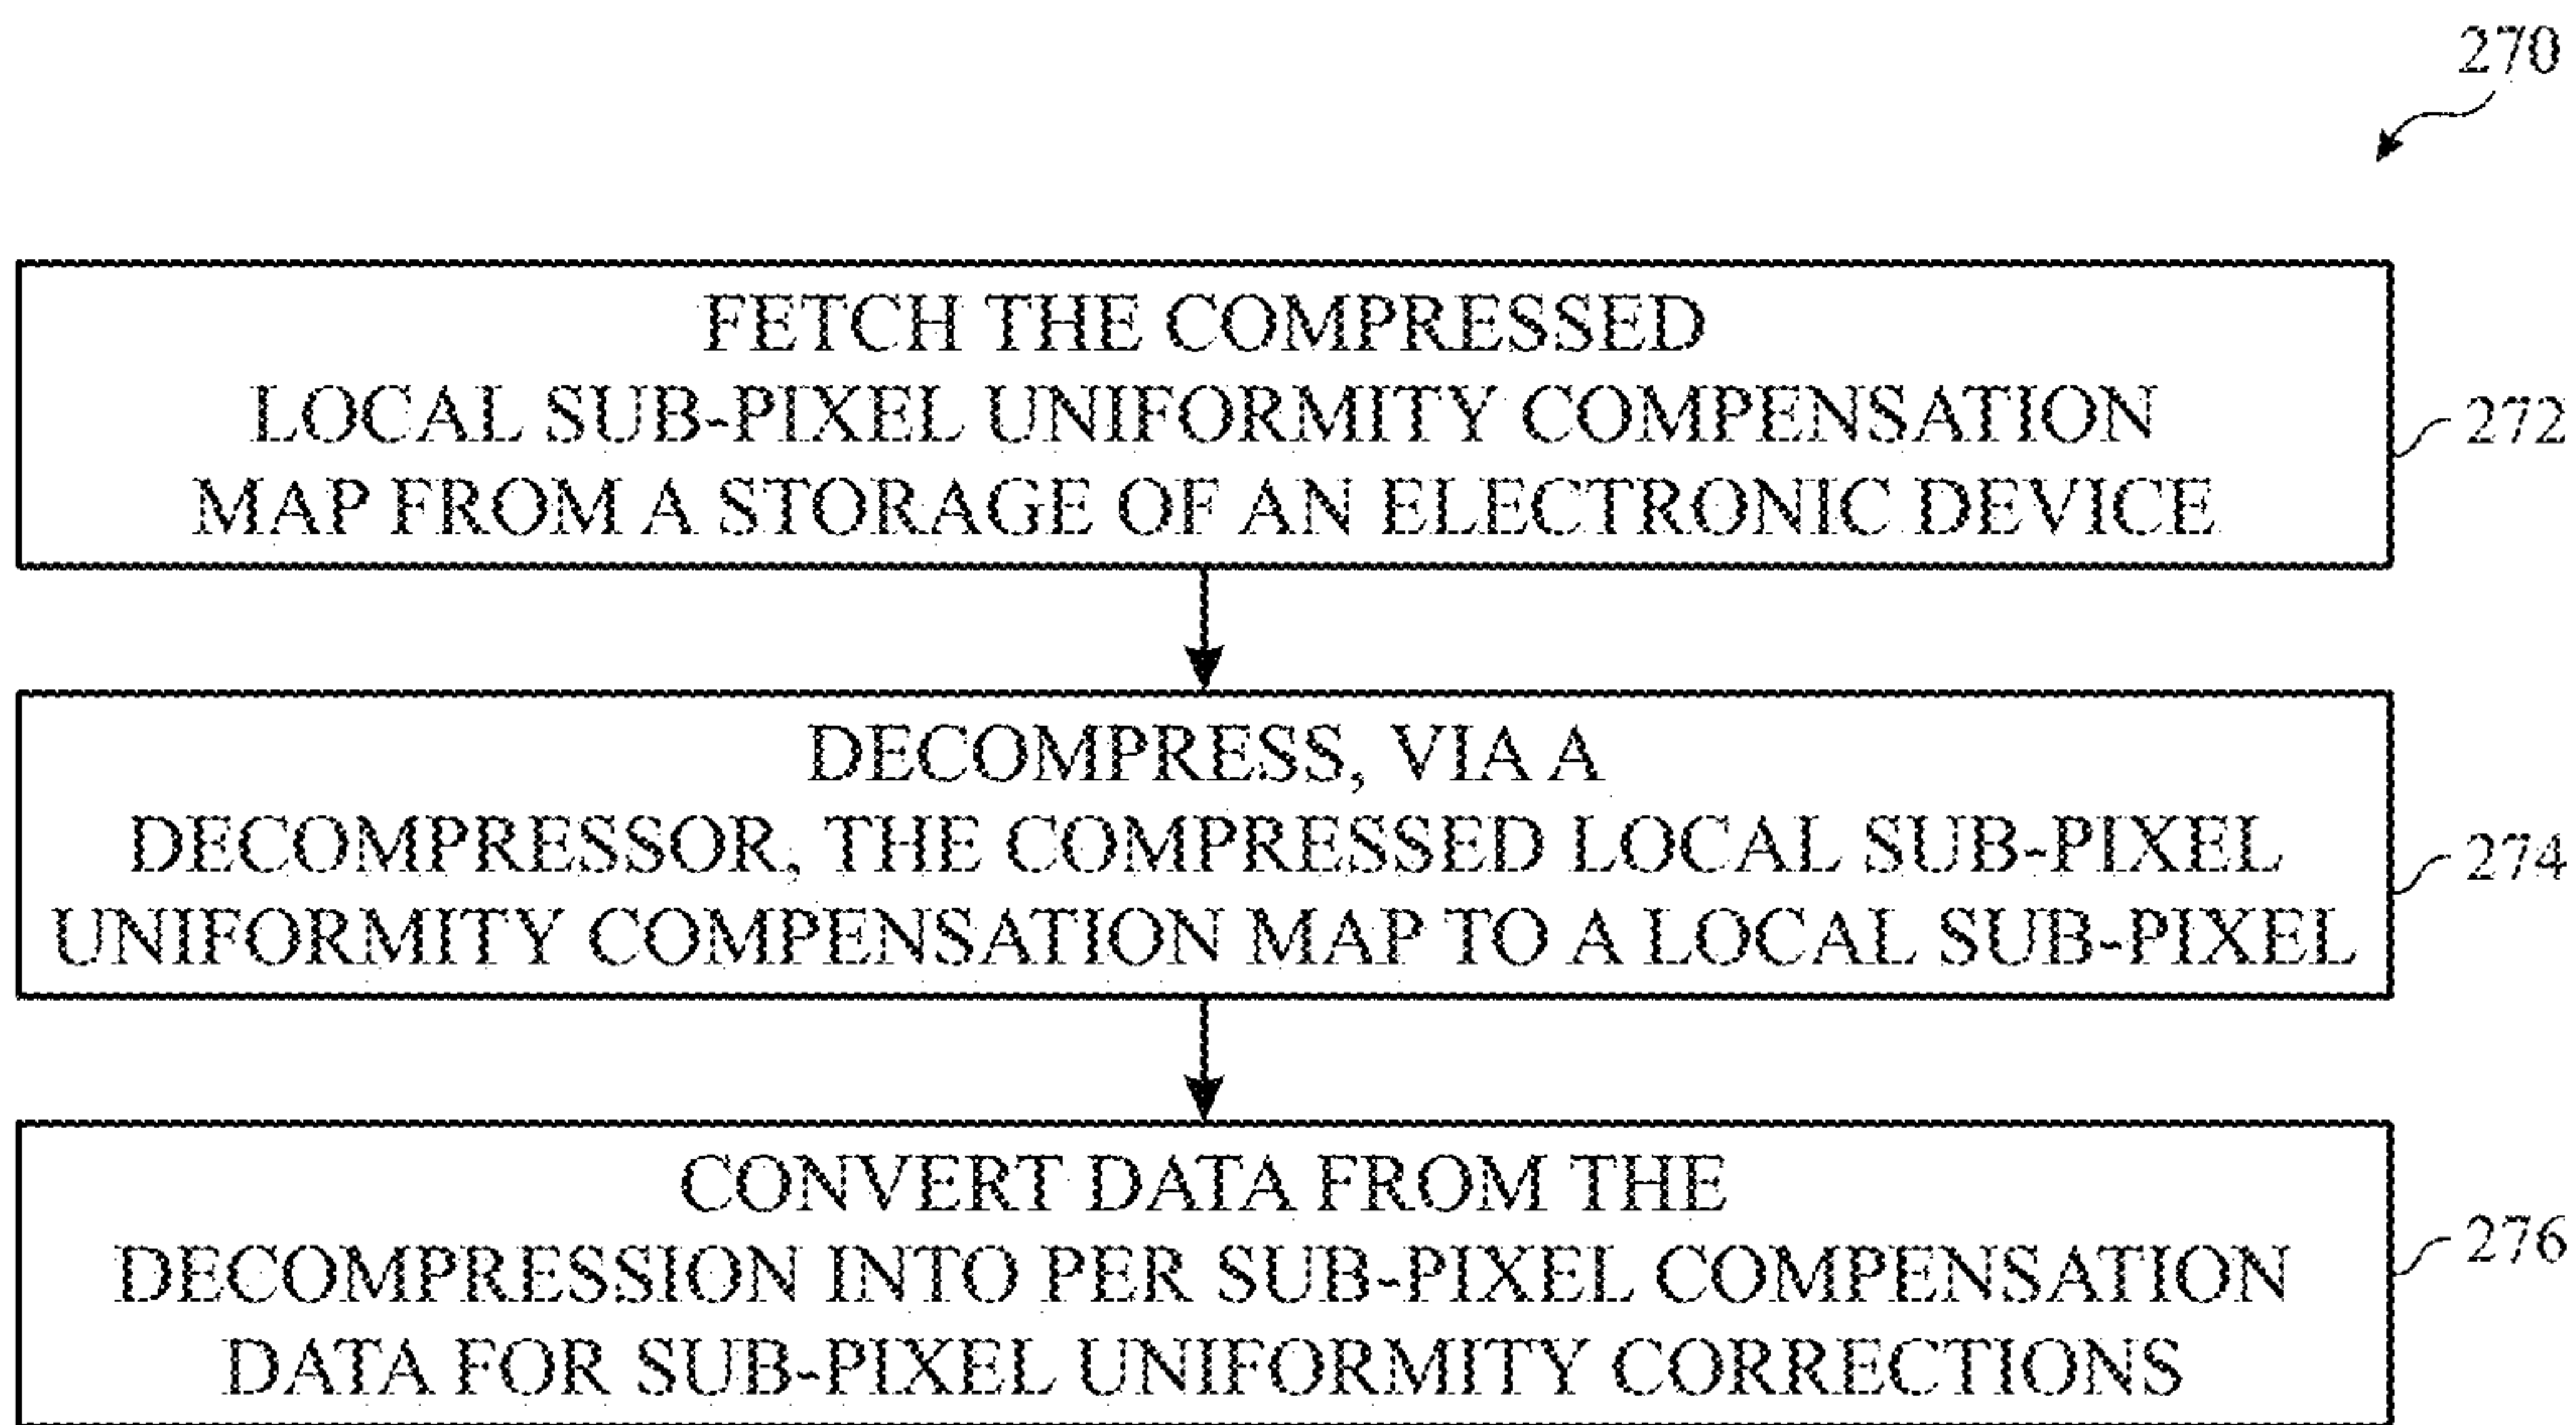 270
FETCH THE COMPRESSED
LOCAL SUB-PIXEL UNIFORMITY COMPENSATION
MAP FROM A STORAGE OF AN ELECTRONIC DEVICE
272
DECOMPRESS, VIA A
DECOMPRESSOR, THE COMPRESSED LOCAL SUB-PIXEL
UNIFORMITY COMPENSATION MAP TO A LOCAL SUB-PIXEL
274
CONVERT DATA FROM THE
DECOMPRESSION INTO PER SUB-PIXEL COMPENSATION
DATA FOR SUB-PIXEL UNIFORMITY CORRECTIONS
276